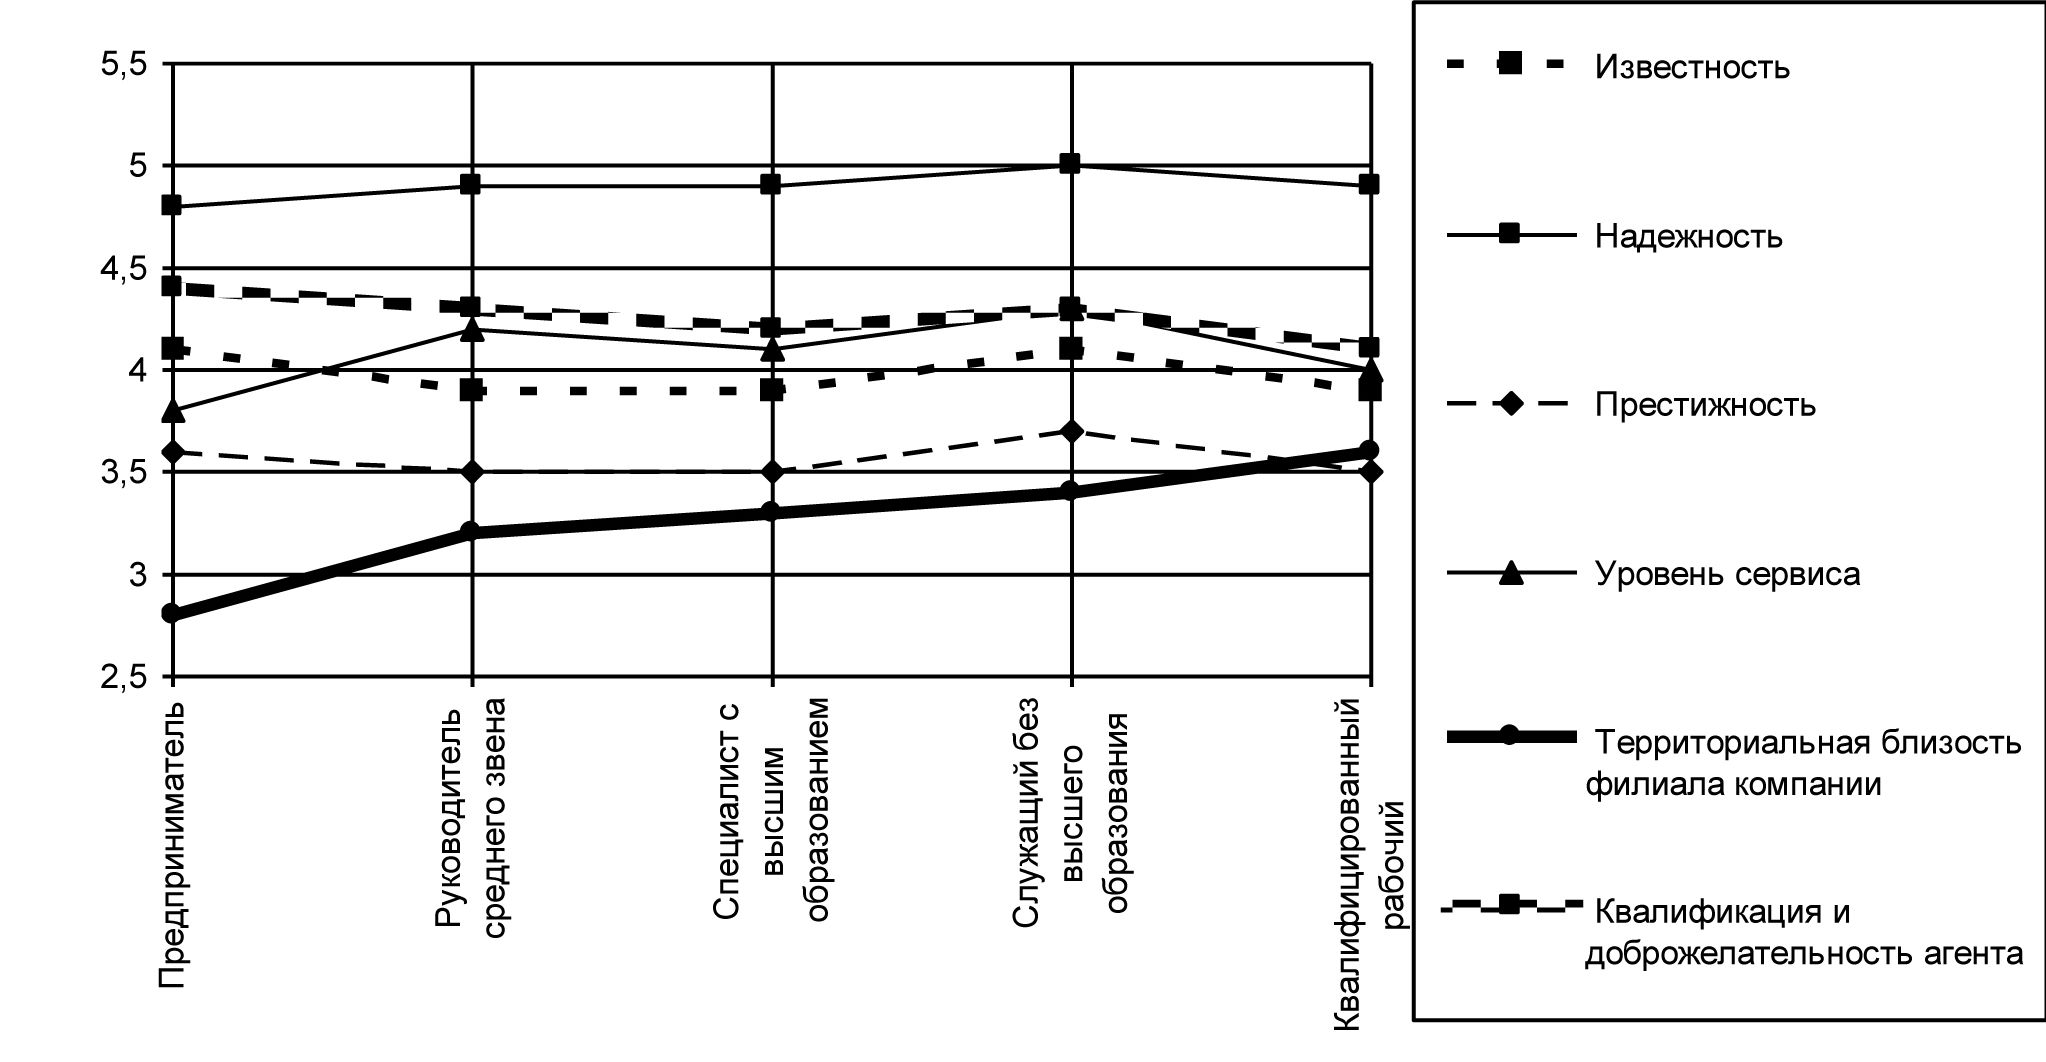 5,5
5
4,5
4
3,5
3
2,5
Предприниматель
Руководитель
среднего звена
Специалист с
высшим
образованием
Служащий без
высшего
образования
Квалифицированный
рабочий
Известность
Надежность
Престижность
Уровень сервиса
Территориальная близость
филиала компании
Квалификация и
доброжелательность агента